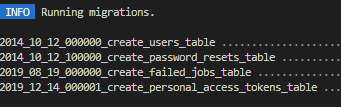 INFO Running migrations.
2014_10_12_000000_create_users_table ................
2014_10_12_100000_create_password_resets_table ......
2019_08_19_000000_create_failed_jobs_table ..........
2019_12_14_000001_create_personal_access_tokens_table ...